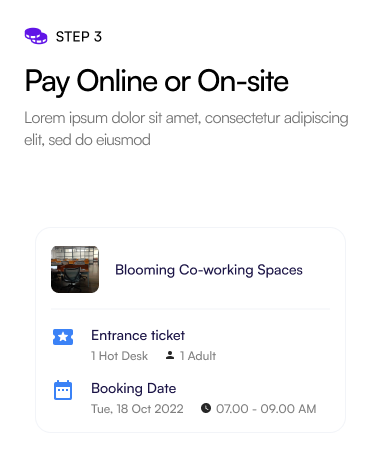 STEP 3
Pay Online or On-site
Lorem ipsum dolor sit amet, consectetur adipiscing
elit, sed do eiusmod
Blooming Co-working Spaces
Entrance ticket
1 Hot Desk 1 Adult
Booking Date
Tue, 18 Oct 2022 07.00 - 09.00 AM